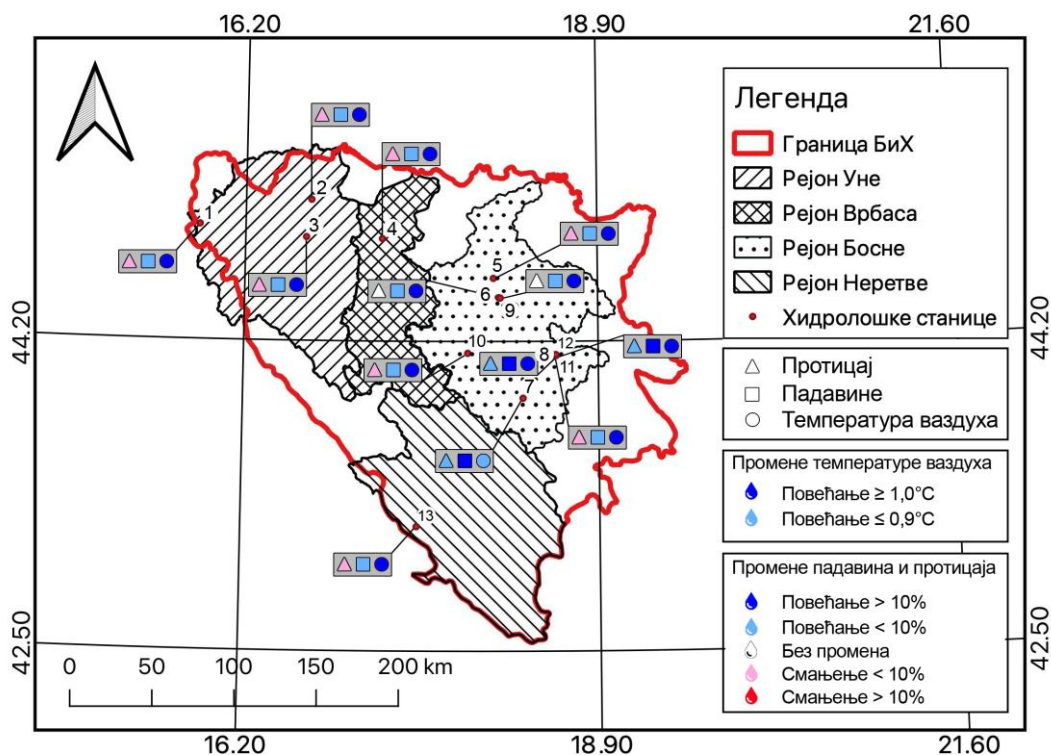 16.20 18.90 21.60
Легенда
Граница БиХ
Рејон Уне
Рејон Врбаса
Рејон Босне
Рејон Неретве
Хидролошке станице
Протицај
Падавине
Температура ваздуха
Промене температуре ваздуха
Повећање ≥ 1,0°C
Повећање ≤ 0,9°C
Промене падавина и протицаја
Повећање > 10%
Повећање < 10%
Без промена
Смањење < 10%
Смањење > 10%
1
2
3
4
5
6
9
10
8
12
11
7
13
44.20 44.20
42.50 42.50
0 50 100 150 200 km
16.20 18.90 21.60